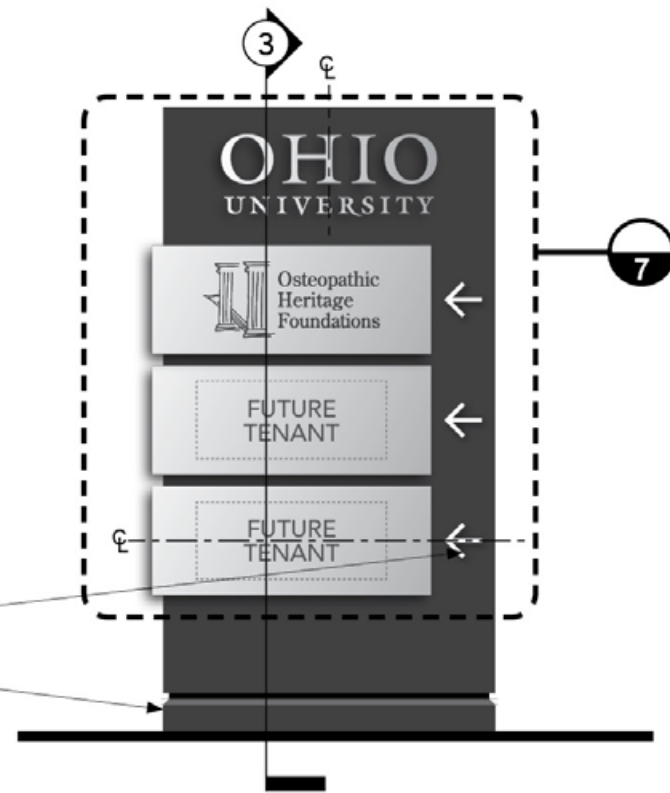 3
℄
OHIO
UNIVERSITY
7
Osteopathic
Heritage
Foundations
FUTURE
TENANT
℄
FUTURE
TENANT